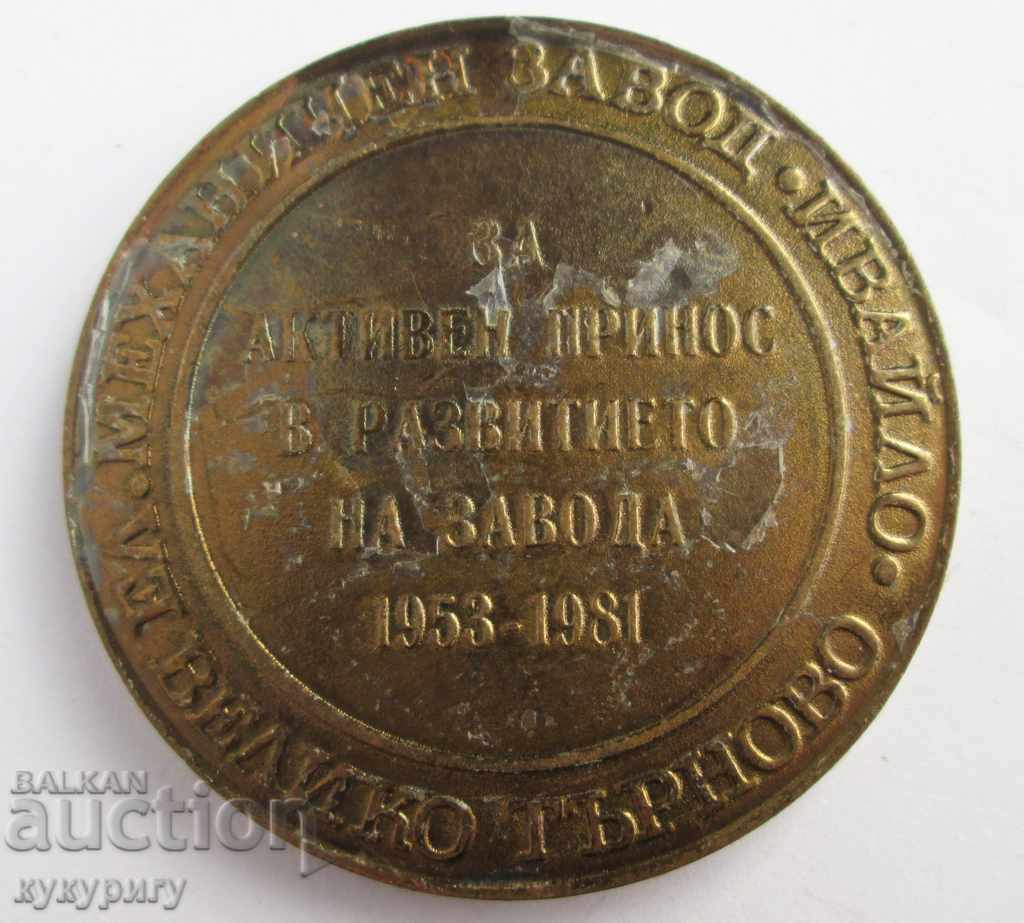 ЕЛ·МЕХАНИЧЕН ЗАВОД·ИВАЙЛО·
ВЕЛИКО ТЪРНОВО
ЗА
АКТИВЕН ПРИНОС
В РАЗВИТИЕТО
НА ЗАВОДА
1953-1981
BALKAN
auction
кукуригу